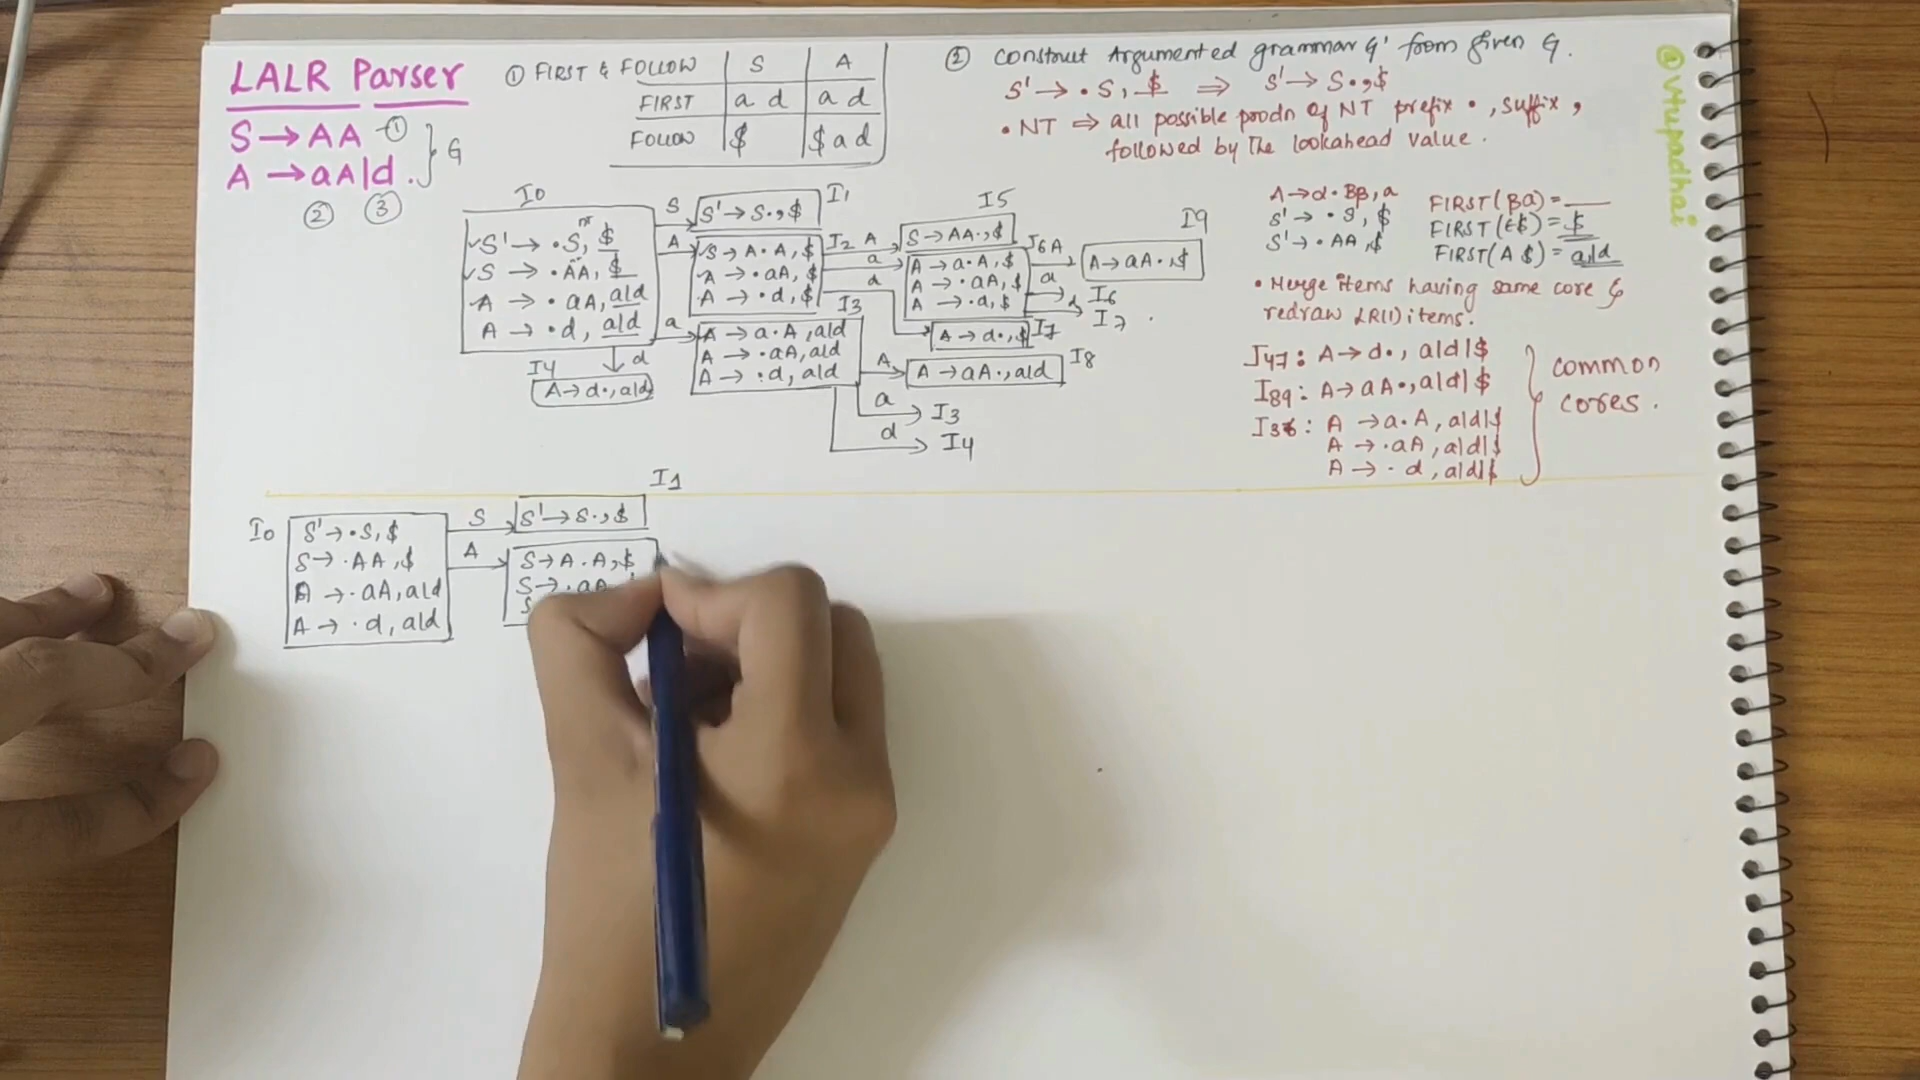 LALR Parser
S → AA - ①
A → aA|d . } G
② ③
① FIRST & FOLLOW | S | A
FIRST | a d | a d
FOLLOW | $ | $ a d
② Construct Argumented grammar G' from given G.
S' → •S, $ ⇒ S' → S•, $
• NT ⇒ all possible prodn of NT prefix • , suffix ,
followed by the lookahead value .
@vtupadhai
I0
S' → •S, $
S → •AA, $
A → •aA, a|d
A → •d, a|d
S
S' → S•, $
I1
A
S → A•A, $
A → •aA, $
A → •d, $
I2
a
A → a•A, a|d
A → •aA, a|d
A → •d, a|d
I3
d
I4
A → d•, a|d
A
S → AA•, $
I5
a
A → a•A, $
A → •aA, $
A → •d, $
I6
d
A → d•, $
I7
A
A → aA•, a|d
I8
a → I3
d → I4
A
A → aA•, $
I9
a → I6
d → I7 .
A → d•Bβ, a
S' → •S', $
S' → •AA, $
FIRST(βa) = ___
FIRST(ε$) = $
FIRST(A $) = a|d
• Merge items having same core &
redraw LR(1) items.
I47 : A → d•, a|d|$
I89 : A → aA•, a|d|$
I36 : A → a•A, a|d|$
A → •aA, a|d|$
A → •d, a|d|$
common
cores .
I0
S' → •S, $
S → •AA, $
A → •aA, a|d
A → •d, a|d
S
S' → S•, $
I1
A
S → A•A, $
S → •aA
S